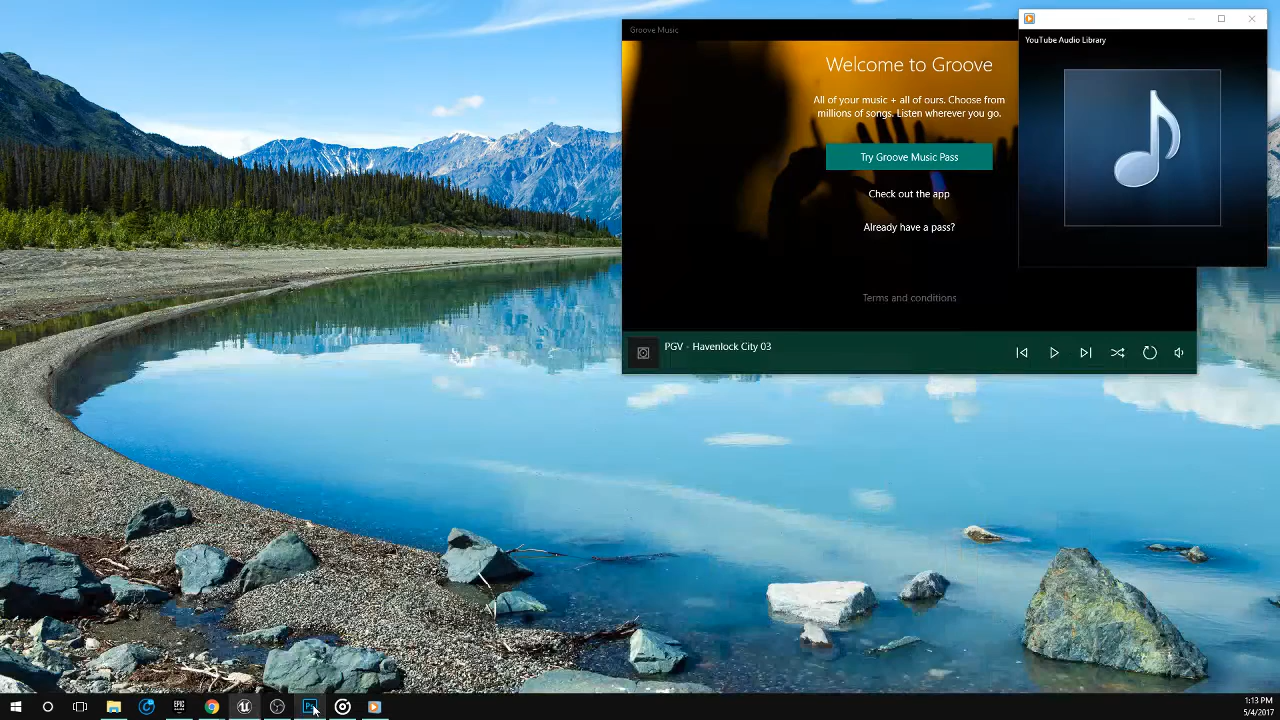 Groove Music
Welcome to Groove
All of your music + all of ours. Choose from
millions of songs. Listen wherever you go.
Try Groove Music Pass
Check out the app
Already have a pass?
Terms and conditions
PGV - Havenlock City 03
YouTube Audio Library
EPIC
Ps
1:13 PM
5/4/2017